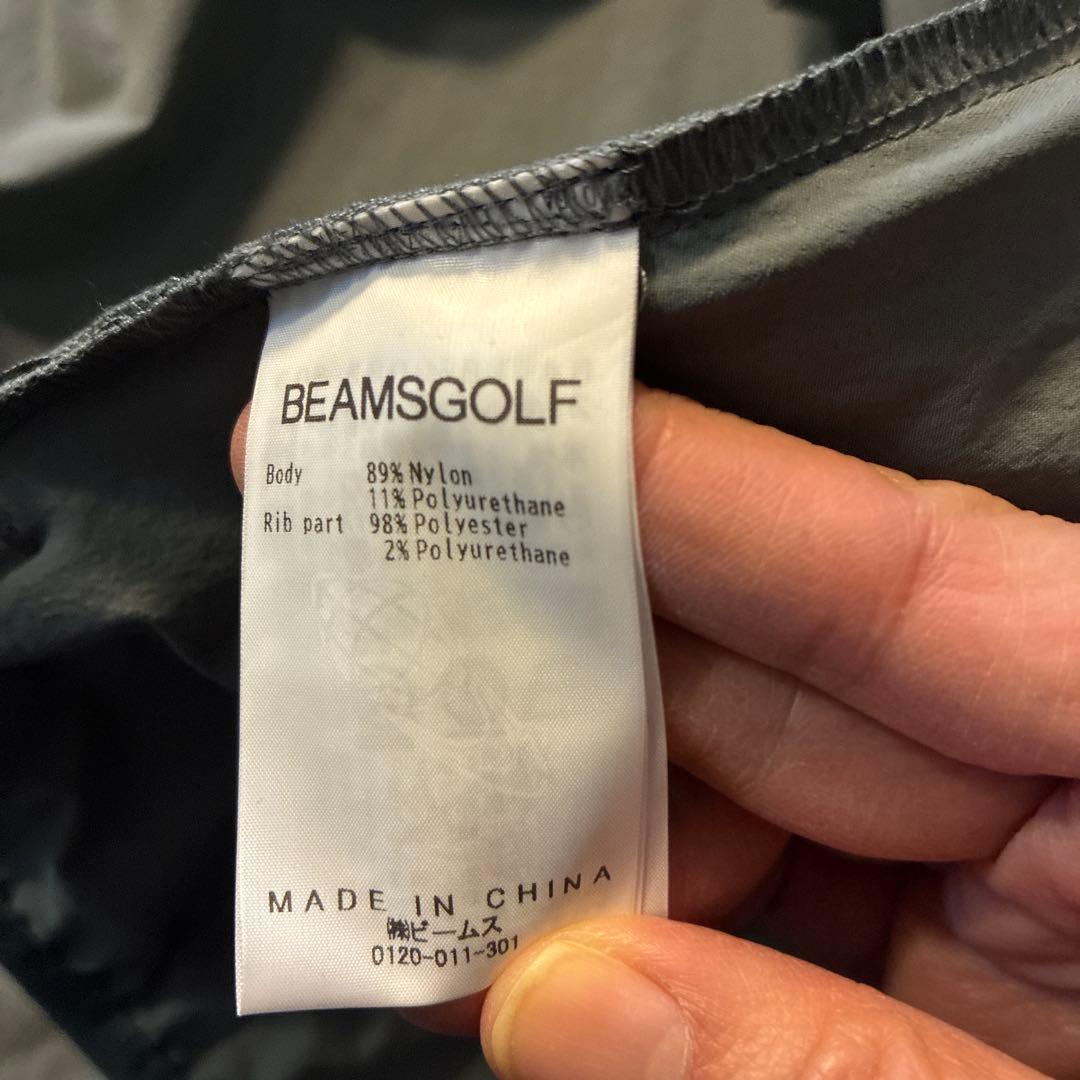 BEAMSGOLF
Body 89% Nylon
11% Polyurethane
Rib part 98% Polyester
2% Polyurethane
MADE IN CHINA
㈱ビームス
0120-011-301